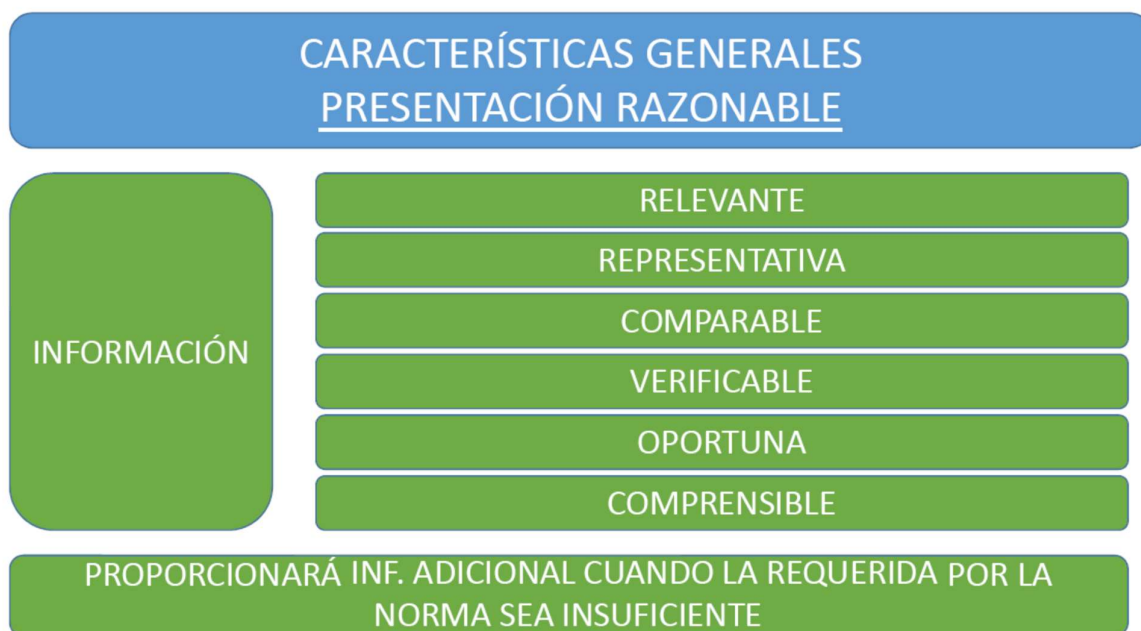 CARACTERÍSTICAS GENERALES
PRESENTACIÓN RAZONABLE
INFORMACIÓN
RELEVANTE
REPRESENTATIVA
COMPARABLE
VERIFICABLE
OPORTUNA
COMPRENSIBLE
PROPORCIONARÁ INF. ADICIONAL CUANDO LA REQUERIDA POR LA
NORMA SEA INSUFICIENTE